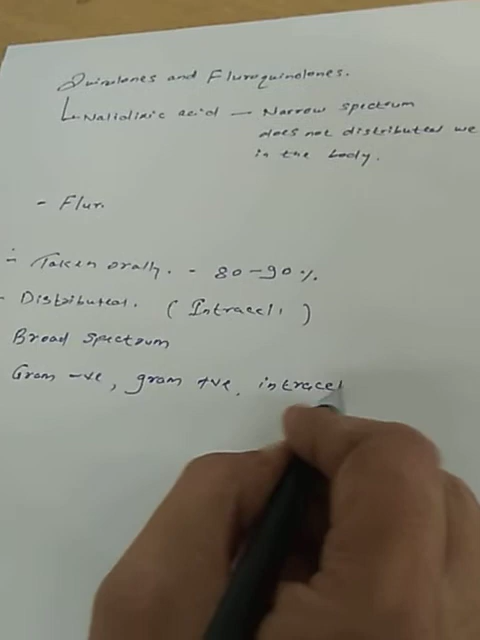 Quinolones and Fluroquinolones.
Nalidixic acid — Narrow spectrum
does not distributed we
in the body.
- Flur.
- Taken orally. - 80-90 %.
- Distributed. (Intracel.)
Broad spectrum
Gram -ve, gram +ve, intracel